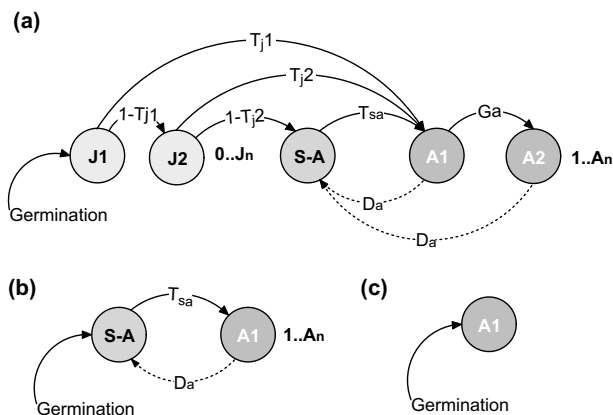 (a)
Tj1
Tj2
1-Tj1
1-Tj2
Tsa
Ga
J1
J2
0..Jn
S-A
A1
A2
1..An
Da
Da
Germination
(b)
Tsa
S-A
A1
1..An
Da
Germination
(c)
A1
Germination